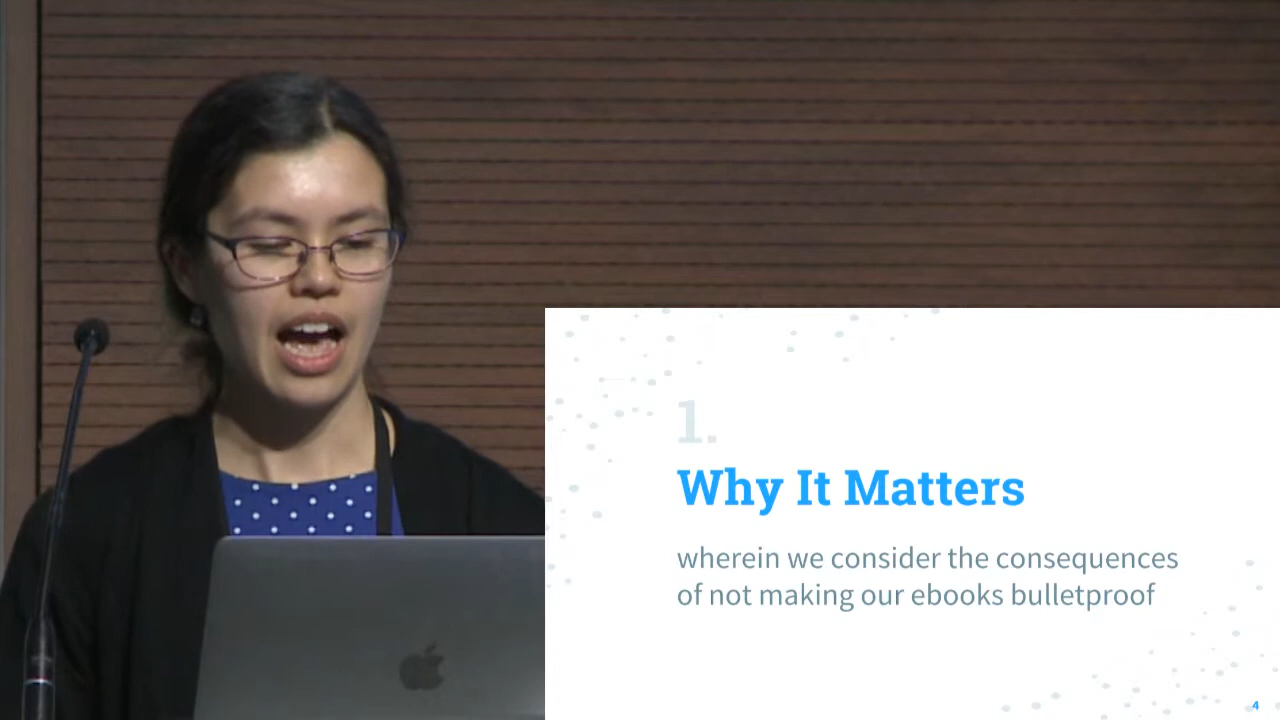 1.
Why It Matters
wherein we consider the consequences
of not making our ebooks bulletproof
4